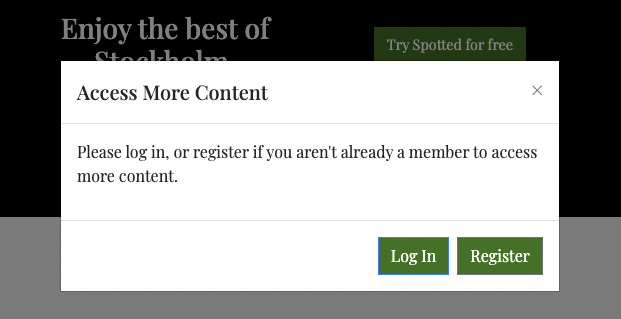 Enjoy the best of
Stockholm
Try Spotted for free
Access More Content
×
Please log in, or register if you aren't already a member to access
more content.
Log In
Register